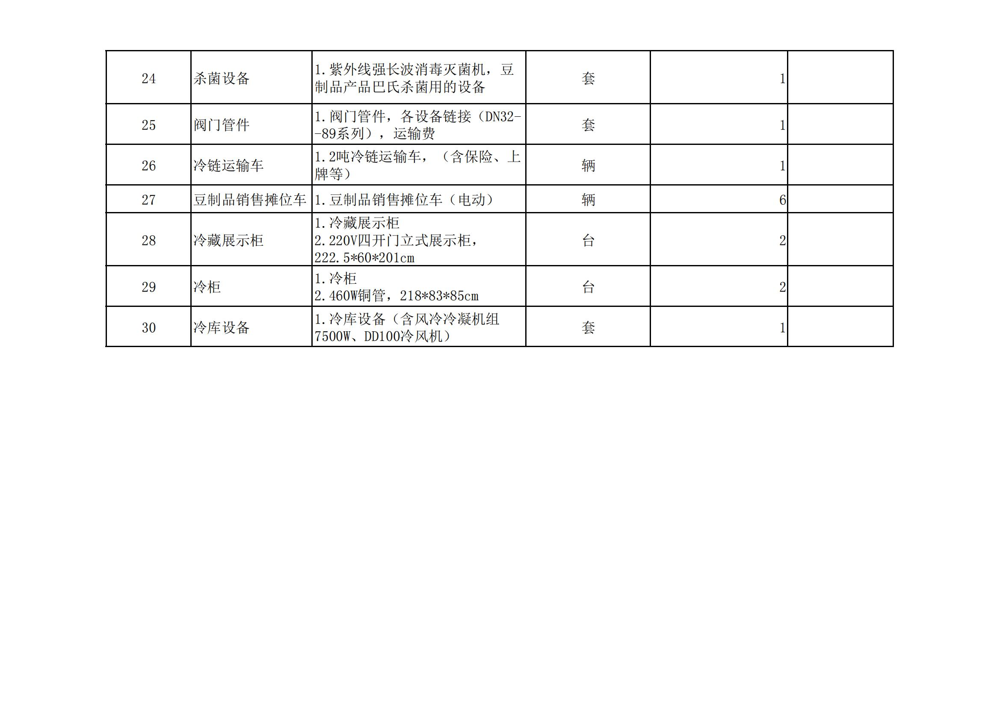 24 杀菌设备 1.紫外线强长波消毒灭菌机，豆 套 1
制品产品巴氏杀菌用的设备
25 阀门管件 1.阀门管件，各设备链接（DN32- 套 1
-89系列），运输费
26 冷链运输车 1.2吨冷链运输车，（含保险、上 辆 1
牌等）
27 豆制品销售摊位车 1.豆制品销售摊位车（电动） 辆 6
1.冷藏展示柜
28 冷藏展示柜 2.220V四开门立式展示柜， 台 2
222.5*60*201cm
29 冷柜 1.冷柜 台 2
2.460W铜管，218*83*85cm
30 冷库设备 1.冷库设备（含风冷冷凝机组 套 1
7500W、DD100冷风机）